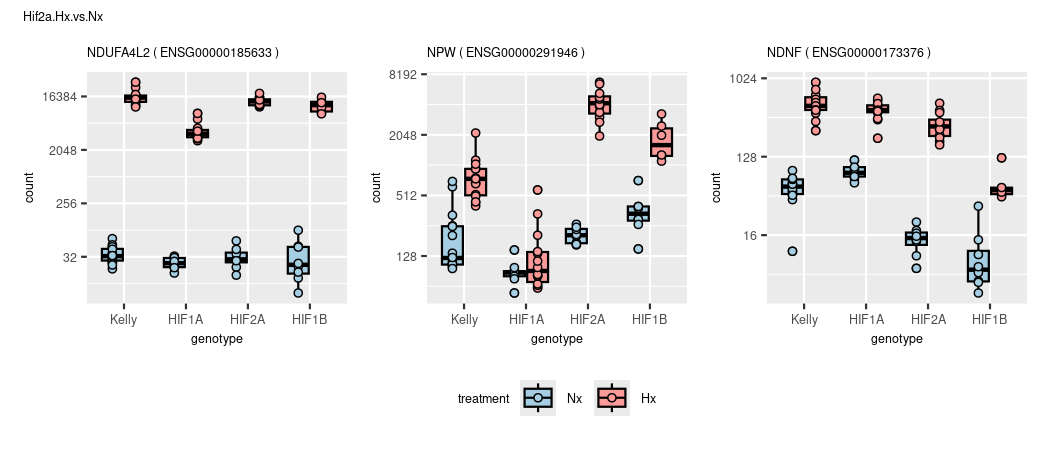 Hif2a.Hx.vs.Nx
NDUFA4L2 ( ENSG00000185633 )
NPW ( ENSG00000291946 )
NDNF ( ENSG00000173376 )
count
16384
2048
256
32
Kelly
HIF1A
HIF2A
HIF1B
genotype
count
8192
2048
512
128
Kelly
HIF1A
HIF2A
HIF1B
genotype
count
1024
128
16
Kelly
HIF1A
HIF2A
HIF1B
genotype
treatment
Nx
Hx